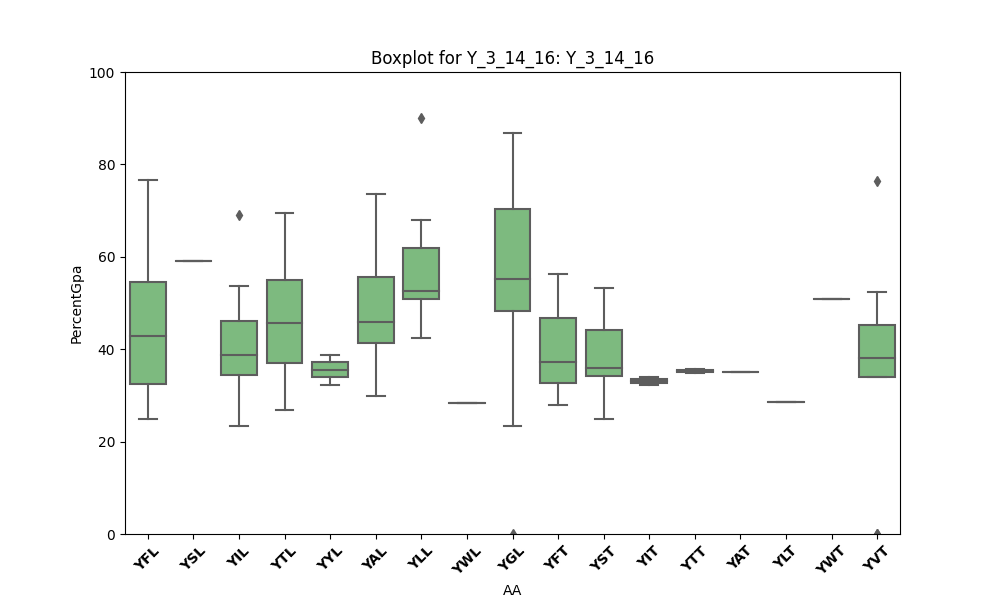 Boxplot for Y_3_14_16: Y_3_14_16
100
80
60
40
20
0
PercentGpa
YFL YSL YIL YTL YYL YAL YLL YWL YGL YFT YST YIT YTT YAT YLT YWT YVT
AA